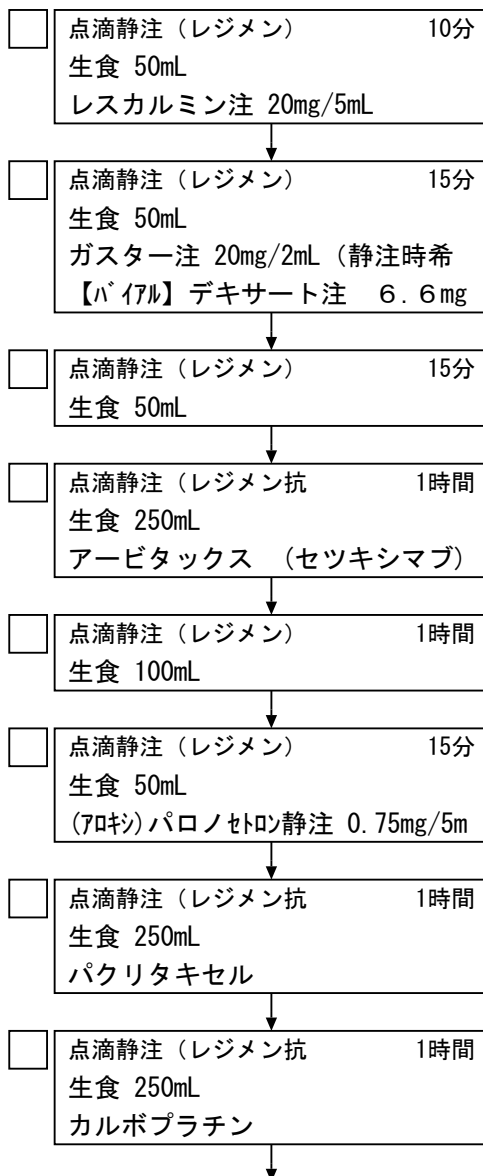 点滴静注（レジメン） 10分
生食 50mL
レスカルミン注 20mg/5mL
点滴静注（レジメン） 15分
生食 50mL
ガスター注 20mg/2mL（静注時希
【ﾊﾞｲｱﾙ】デキサート注　６．６mg
点滴静注（レジメン） 15分
生食 50mL
点滴静注（レジメン抗 1時間
生食 250mL
アービタックス　（セツキシマブ）
点滴静注（レジメン） 1時間
生食 100mL
点滴静注（レジメン） 15分
生食 50mL
(ｱﾛｷｼ)パロノｾﾄﾛﾝ静注 0.75mg/5m
点滴静注（レジメン抗 1時間
生食 250mL
パクリタキセル
点滴静注（レジメン抗 1時間
生食 250mL
カルボプラチン